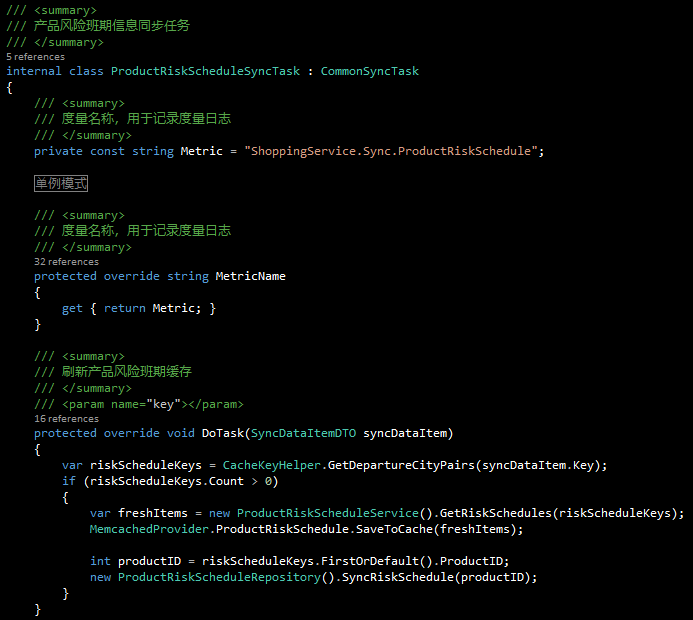 /// <summary>
/// 产品风险班期信息同步任务
/// </summary>
5 references
internal class ProductRiskScheduleSyncTask : CommonSyncTask
{
/// <summary>
/// 度量名称，用于记录度量日志
/// </summary>
private const string Metric = "ShoppingService.Sync.ProductRiskSchedule";
单例模式
/// <summary>
/// 度量名称，用于记录度量日志
/// </summary>
32 references
protected override string MetricName
{
get { return Metric; }
}
/// <summary>
/// 刷新产品风险班期缓存
/// </summary>
/// <param name="key"></param>
16 references
protected override void DoTask(SyncDataItemDTO syncDataItem)
{
var riskScheduleKeys = CacheKeyHelper.GetDepartureCityPairs(syncDataItem.Key);
if (riskScheduleKeys.Count > 0)
{
var freshItems = new ProductRiskScheduleService().GetRiskSchedules(riskScheduleKeys);
MemcachedProvider.ProductRiskSchedule.SaveToCache(freshItems);
int productID = riskScheduleKeys.FirstOrDefault().ProductID;
new ProductRiskScheduleRepository().SyncRiskSchedule(productID);
}
}